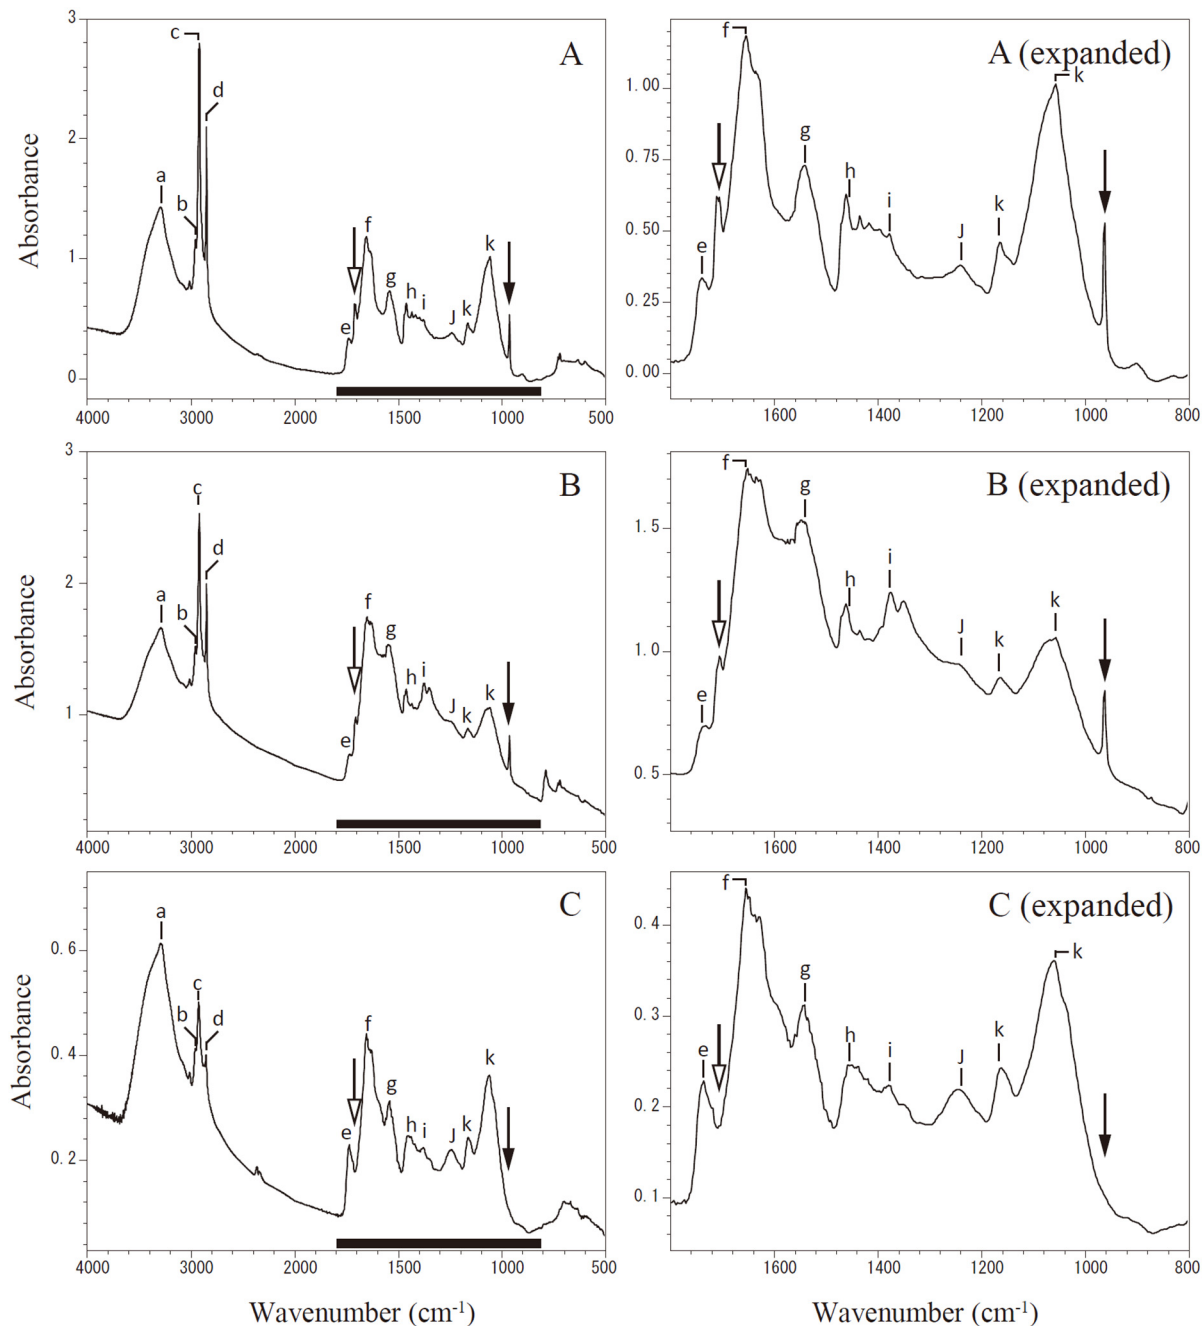 3
2
1
0
Absorbance
A
a
b
c
d
e
f
g
h
i
J
k
k
4000 3000 2000 1500 1000 500
A (expanded)
1.00
0.75
0.50
0.25
0.00
e
f
g
h
i
J
k
k
1600 1400 1200 1000 800
3
2
1
Absorbance
B
a
b
c
d
e
f
g
h
i
J
k
k
4000 3000 2000 1500 1000 500
B (expanded)
1.5
1.0
0.5
e
f
g
h
i
J
k
k
1600 1400 1200 1000 800
0.6
0.4
0.2
Absorbance
C
a
b
c
d
e
f
g
h
i
J
k
k
4000 3000 2000 1500 1000 500
C (expanded)
0.4
0.3
0.2
0.1
e
f
g
h
i
J
k
k
1600 1400 1200 1000 800
Wavenumber (cm-1)
Wavenumber (cm-1)